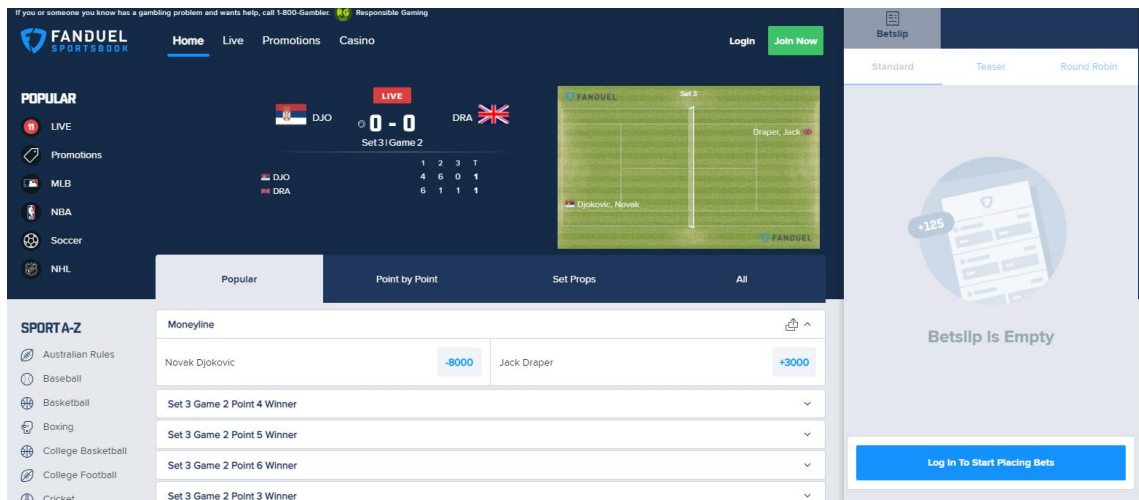 If you or someone you know has a gambling problem and wants help, call 1-800-Gambler. RG Responsible Gaming
FANDUEL
SPORTSBOOK
Home Live Promotions Casino
Login Join Now
POPULAR
11 LIVE
Promotions
MLB
NBA
Soccer
NHL
LIVE
DJO 0 - 0 DRA
Set 3 | Game 2
1 2 3 T
DJO 4 6 0 1
DRA 6 1 1 1
FANDUEL
Set 3
Draper, Jack
Djokovic, Novak
FANDUEL
Popular Point by Point Set Props All
SPORT A-Z
Australian Rules
Baseball
Basketball
Boxing
College Basketball
College Football
Cricket
Moneyline
Novak Djokovic -8000 Jack Draper +3000
Set 3 Game 2 Point 4 Winner
Set 3 Game 2 Point 5 Winner
Set 3 Game 2 Point 6 Winner
Set 3 Game 2 Point 3 Winner
Betslip
Standard Teaser Round Robin
+125
Betslip Is Empty
Log In To Start Placing Bets